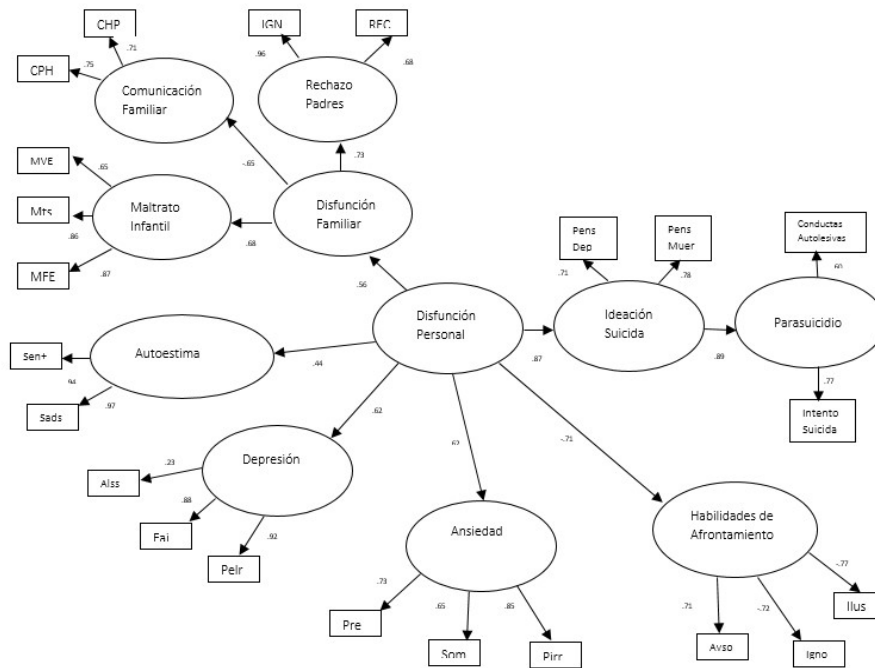 CHP
IGN
REC
.71
.96
.68
CPH
.75
Comunicación
Familiar
Rechazo
Padres
MVE
.65
-.65
.73
Mts
.86
Maltrato
Infantil
.68
Disfunción
Familiar
MFE
.87
.56
Pens
Dep
Pens
Muer
Conductas
Autolesivas
.71
.78
.60
Disfunción
Personal
Ideación
Suicida
Parasuicidio
.87
.89
.77
Intento
Suicida
Sen+
.94
Autoestima
.44
Sads
.97
.62
.62
-.71
Alss
.23
Depresión
.88
Fai
.92
Pelr
Ansiedad
Habilidades de
Afrontamiento
.73
Pre
.65
Som
.85
Pirr
.71
Avso
-.72
Igno
-.77
Ilus